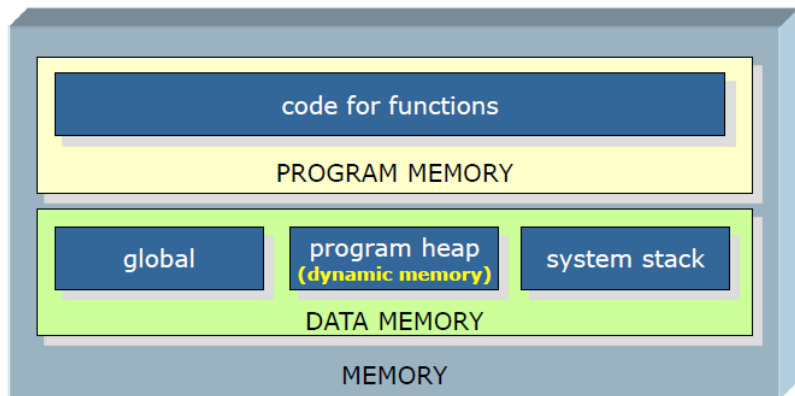 code for functions
PROGRAM MEMORY
global
program heap
(dynamic memory)
system stack
DATA MEMORY
MEMORY